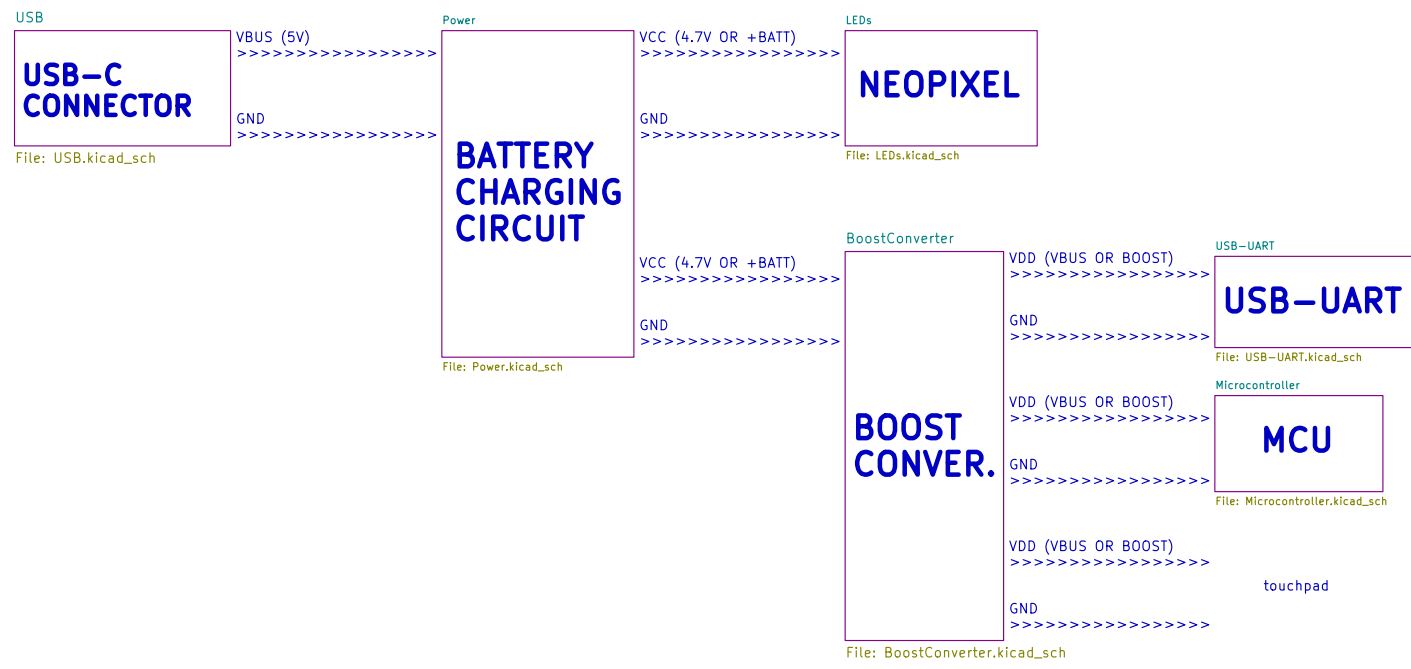 USB
VBUS (5V)
>>>>>>>>>>>>>>>>>
USB-C
CONNECTOR
GND
>>>>>>>>>>>>>>>>>
File: USB.kicad_sch
Power
BATTERY
CHARGING
CIRCUIT
File: Power.kicad_sch
VCC (4.7V OR +BATT)
>>>>>>>>>>>>>>>>>
GND
>>>>>>>>>>>>>>>>>
LEDs
NEOPIXEL
File: LEDs.kicad_sch
VCC (4.7V OR +BATT)
>>>>>>>>>>>>>>>>>
GND
>>>>>>>>>>>>>>>>>
BoostConverter
BOOST
CONVER.
File: BoostConverter.kicad_sch
VDD (VBUS OR BOOST)
>>>>>>>>>>>>>>>>>
GND
>>>>>>>>>>>>>>>>>
USB-UART
USB-UART
File: USB-UART.kicad_sch
VDD (VBUS OR BOOST)
>>>>>>>>>>>>>>>>>
GND
>>>>>>>>>>>>>>>>>
Microcontroller
MCU
File: Microcontroller.kicad_sch
VDD (VBUS OR BOOST)
>>>>>>>>>>>>>>>>>
touchpad
GND
>>>>>>>>>>>>>>>>>